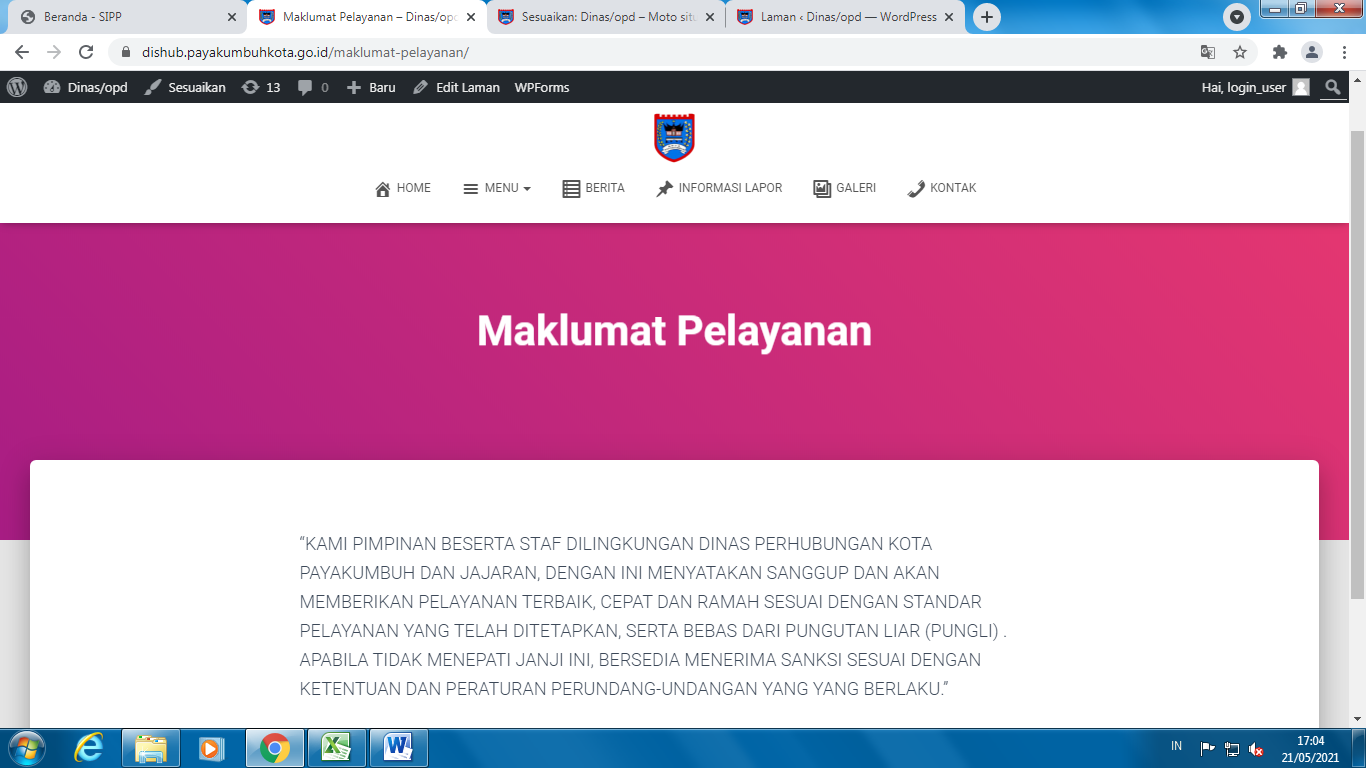 Beranda - SIPP
Maklumat Pelayanan – Dinas/opd
Sesuaikan: Dinas/opd – Moto situ
Laman ‹ Dinas/opd — WordPress
dishub.payakumbuhkota.go.id/maklumat-pelayanan/
Dinas/opd
Sesuaikan
13
0
Baru
Edit Laman
WPForms
Hai, login_user
HOME
MENU
BERITA
INFORMASI LAPOR
GALERI
KONTAK
Maklumat Pelayanan
“KAMI PIMPINAN BESERTA STAF DILINGKUNGAN DINAS PERHUBUNGAN KOTA
PAYAKUMBUH DAN JAJARAN, DENGAN INI MENYATAKAN SANGGUP DAN AKAN
MEMBERIKAN PELAYANAN TERBAIK, CEPAT DAN RAMAH SESUAI DENGAN STANDAR
PELAYANAN YANG TELAH DITETAPKAN, SERTA BEBAS DARI PUNGUTAN LIAR (PUNGLI) .
APABILA TIDAK MENEPATI JANJI INI, BERSEDIA MENERIMA SANKSI SESUAI DENGAN
KETENTUAN DAN PERATURAN PERUNDANG-UNDANGAN YANG YANG BERLAKU.”
IN
17:04
21/05/2021